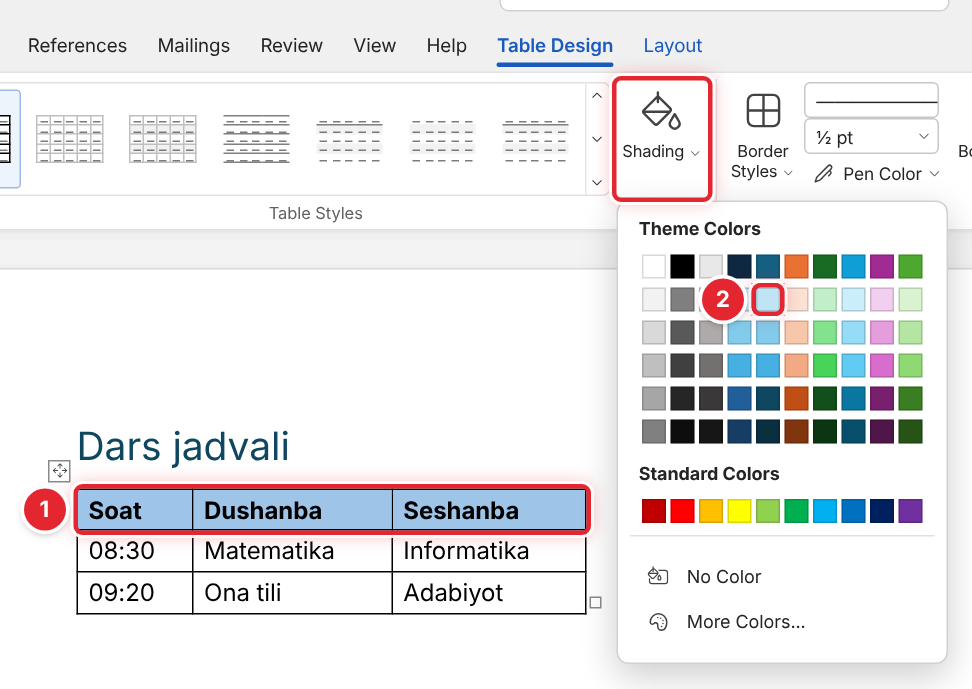 References Mailings Review View Help Table Design Layout
Shading
Border
Styles
½ pt
Pen Color
Table Styles
Theme Colors
2
Dars jadvali
1
Soat Dushanba Seshanba
08:30 Matematika Informatika
09:20 Ona tili Adabiyot
Standard Colors
No Color
More Colors...